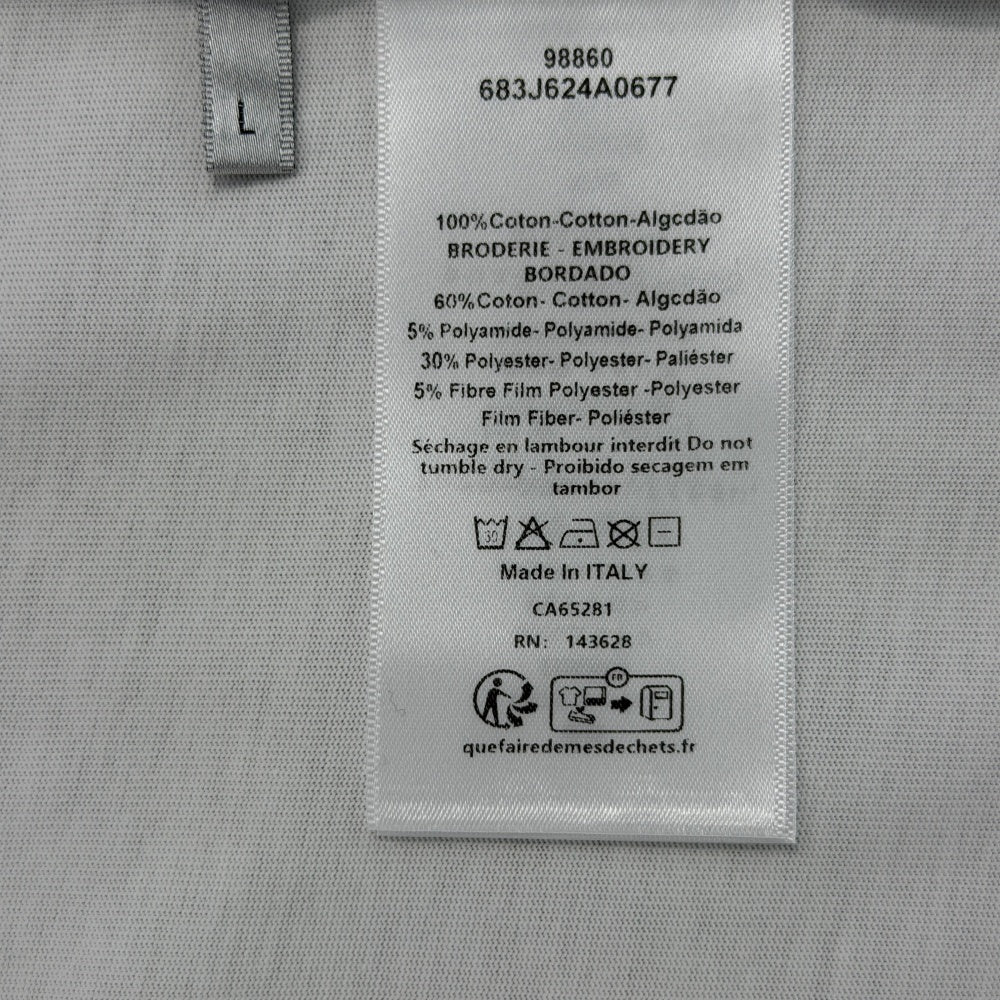 L
98860
683J624A0677
100%Coton-Cotton-Algcdão
BRODERIE - EMBROIDERY
BORDADO
60%Coton- Cotton- Algcdão
5% Polyamide- Polyamide- Polyamida
30% Polyester- Polyester- Paliéster
5% Fibre Film Polyester -Polyester
Film Fiber- Poliéster
Séchage en lambour interdit Do not
tumble dry - Proibido secagem em
tambor
30
Made In ITALY
CA65281
RN: 143628
FR
quefairedemesdechets.fr